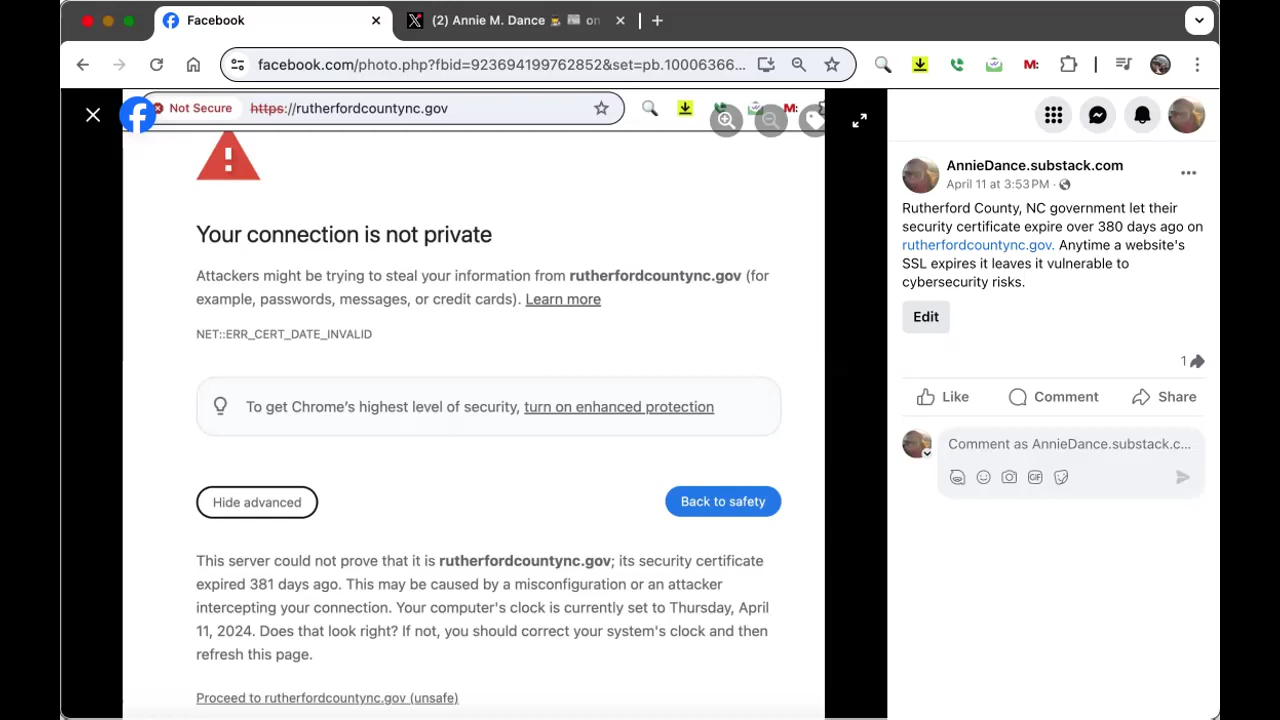 Facebook
(2) Annie M. Dance on
facebook.com/photo.php?fbid=923694199762852&set=pb.10006366...
M:
Not Secure https://rutherfordcountync.gov
M:
Your connection is not private
Attackers might be trying to steal your information from rutherfordcountync.gov (for
example, passwords, messages, or credit cards). Learn more
NET::ERR_CERT_DATE_INVALID
To get Chrome's highest level of security, turn on enhanced protection
Hide advanced
Back to safety
This server could not prove that it is rutherfordcountync.gov; its security certificate
expired 381 days ago. This may be caused by a misconfiguration or an attacker
intercepting your connection. Your computer's clock is currently set to Thursday, April
11, 2024. Does that look right? If not, you should correct your system's clock and then
refresh this page.
Proceed to rutherfordcountync.gov (unsafe)
AnnieDance.substack.com
April 11 at 3:53 PM ·
Rutherford County, NC government let their
security certificate expire over 380 days ago on
rutherfordcountync.gov. Anytime a website's
SSL expires it leaves it vulnerable to
cybersecurity risks.
Edit
1
Like Comment Share
Comment as AnnieDance.substack.c...
GIF